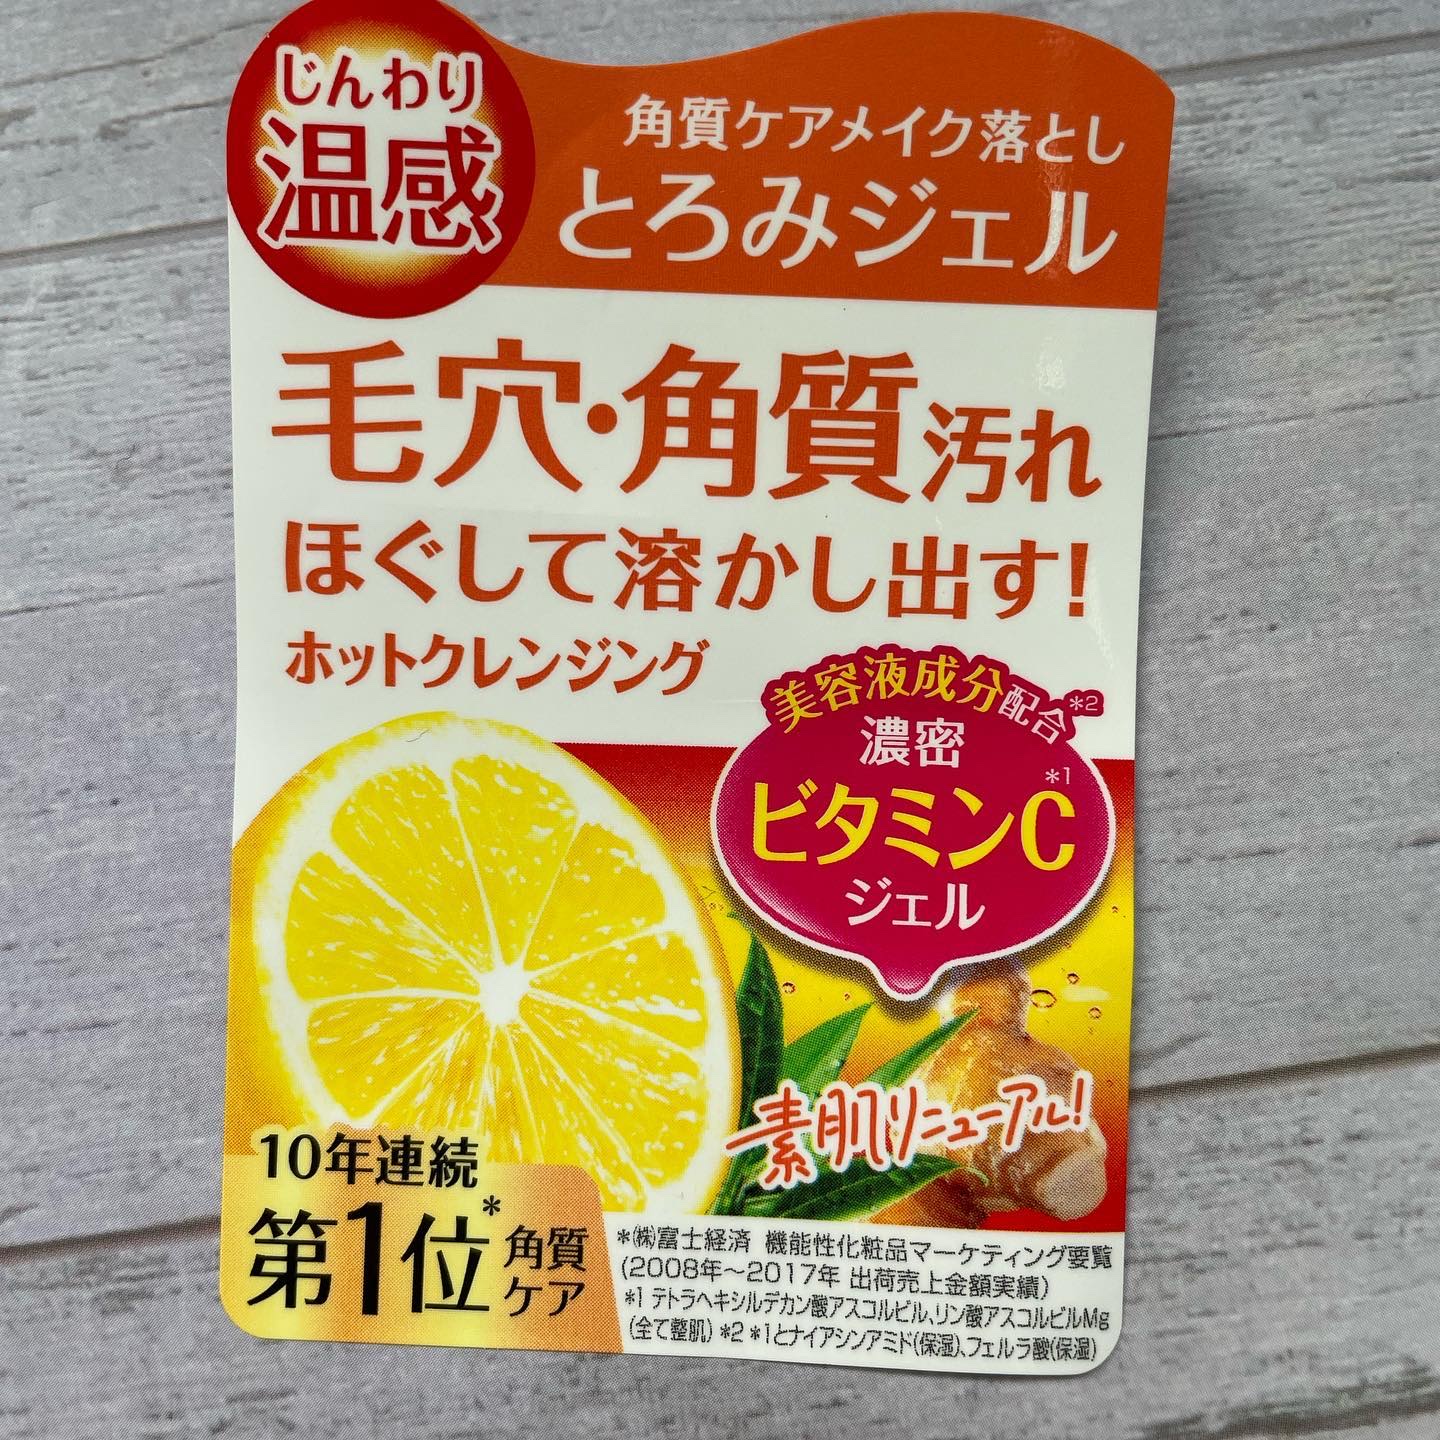 じんわり
温感
角質ケアメイク落とし
とろみジェル
毛穴・角質汚れ
ほぐして溶かし出す!
ホットクレンジング
美容液成分配合*2
濃密
ビタミンC*1
ジェル
素肌リニューアル!
10年連続
第1位*角質ケア
*㈱富士経済 機能性化粧品マーケティング要覧
(2008年〜2017年 出荷売上金額実績)
*1 テトラヘキシルデカン酸アスコルビル、リン酸アスコルビルMg
(全て整肌) *2 *1とナイアシンアミド(保湿)、フェルラ酸(保湿)